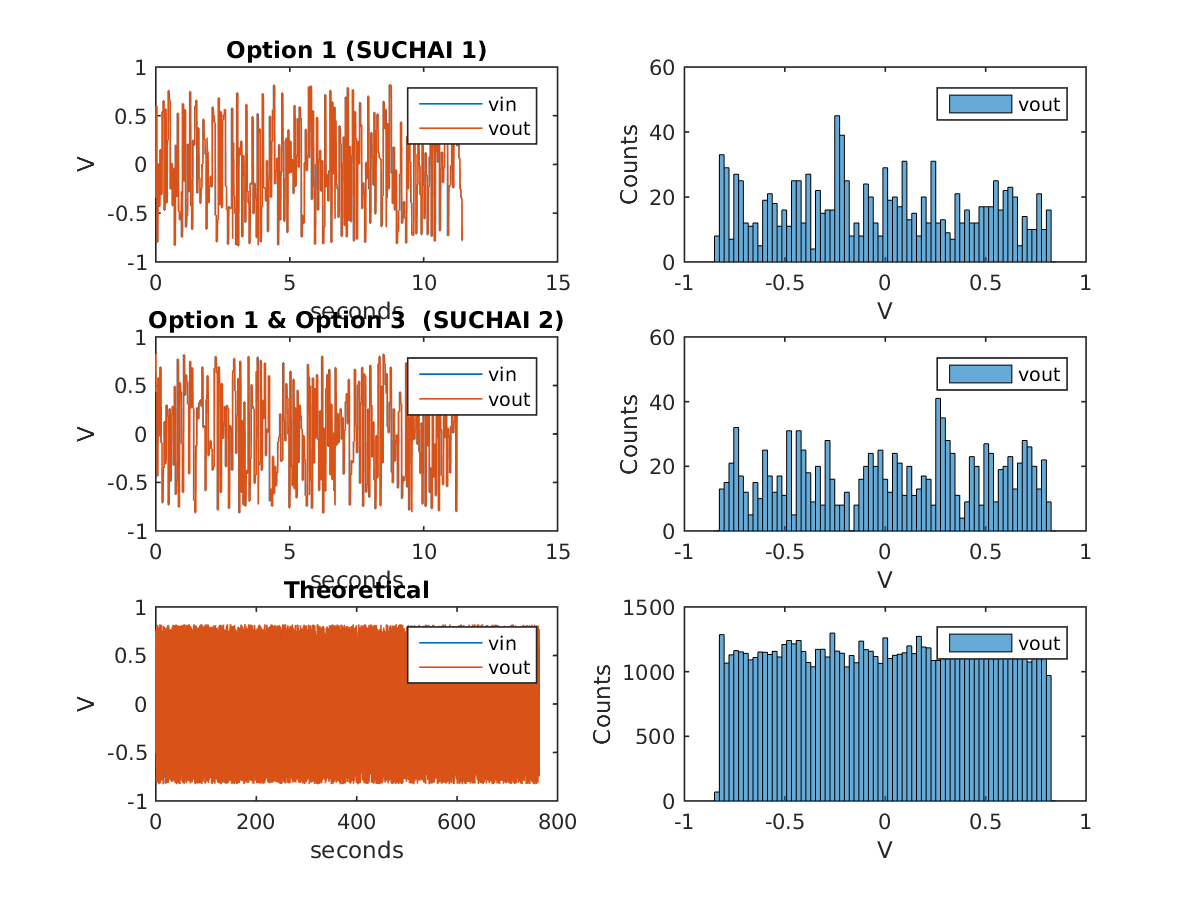 Option 1 (SUCHAI 1)
1
0.5
0
-0.5
-1
V
0 5 10 15
seconds
vin
vout
60
40
20
0
Counts
-1 -0.5 0 0.5 1
V
vout
Option 1 & Option 3  (SUCHAI 2)
1
0.5
0
-0.5
-1
V
0 5 10 15
seconds
vin
vout
60
40
20
0
Counts
-1 -0.5 0 0.5 1
V
vout
Theoretical
1
0.5
0
-0.5
-1
V
0 200 400 600 800
seconds
vin
vout
1500
1000
500
0
Counts
-1 -0.5 0 0.5 1
V
vout